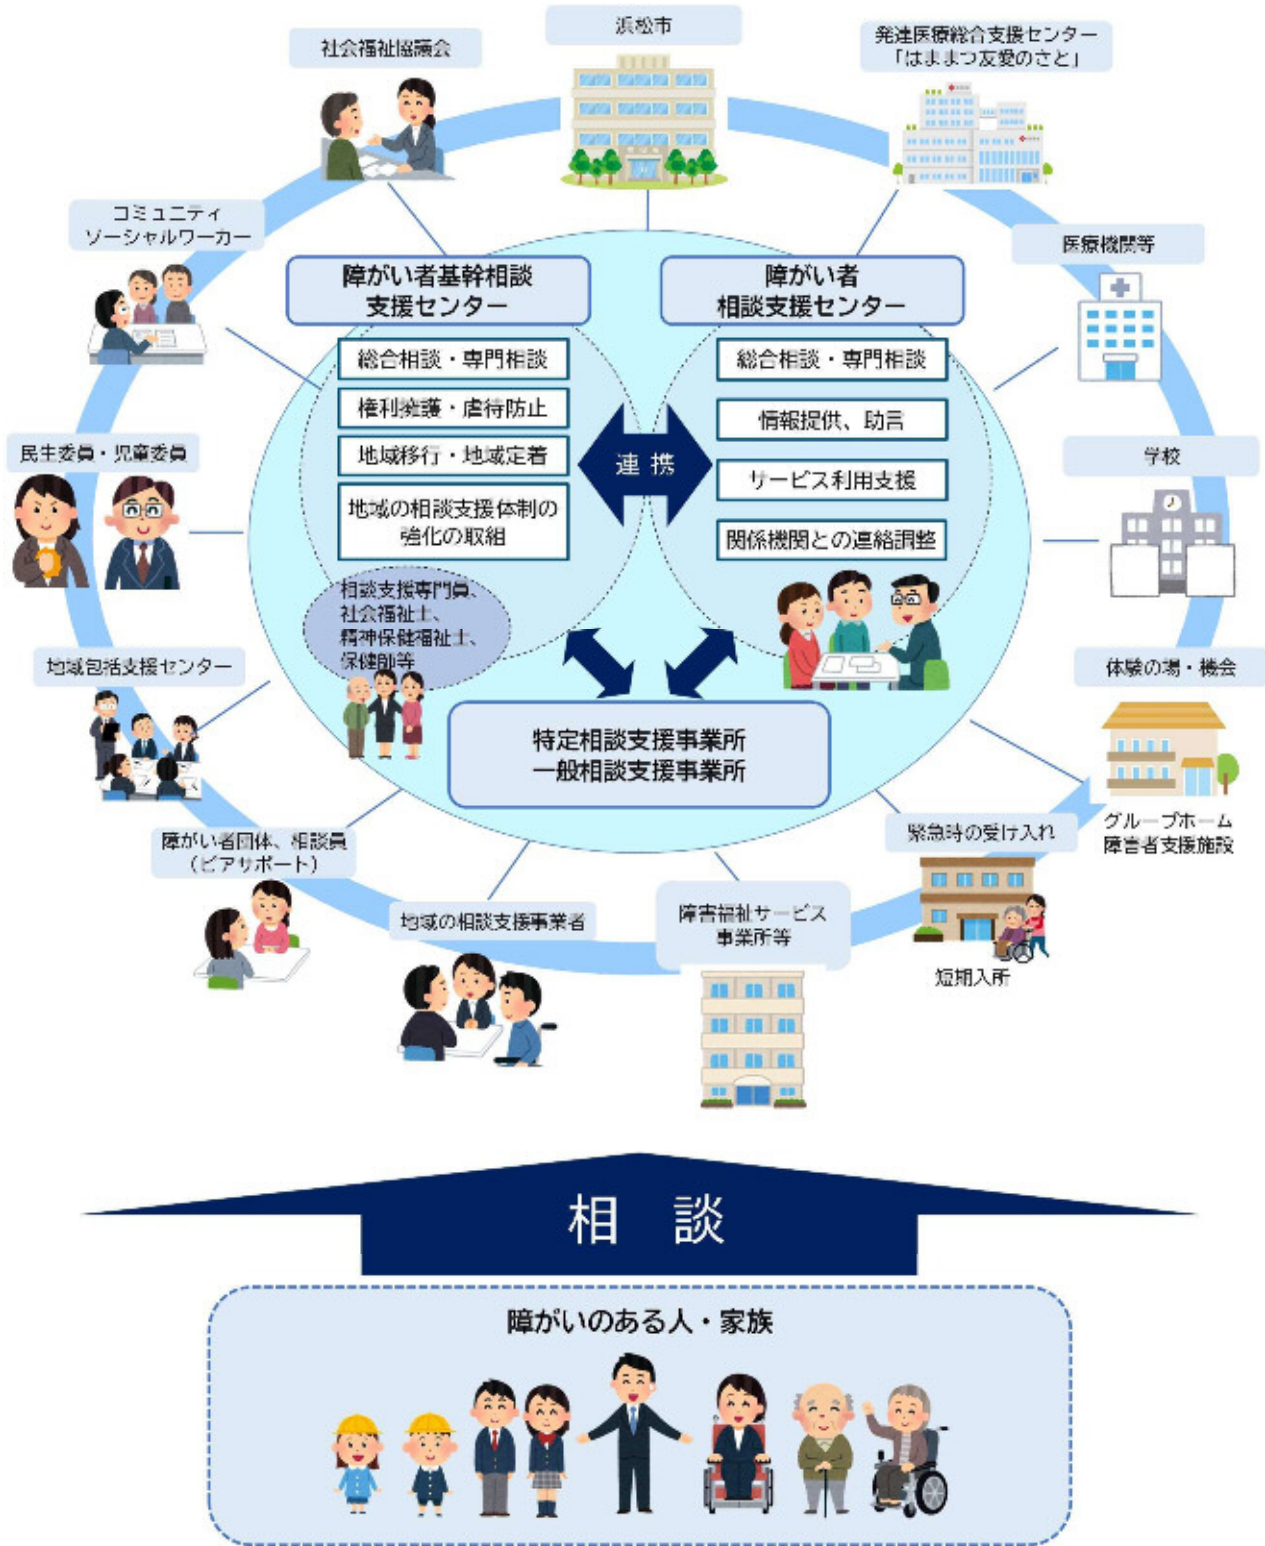 浜松市
社会福祉協議会
発達医療総合支援センター
「はままつ友愛のさと」
コミュニティ
ソーシャルワーカー
医療機関等
民生委員・児童委員
学校
地域包括支援センター
体験の場・機会
グループホーム
障害者支援施設
障がい者団体、相談員
（ピアサポート）
緊急時の受け入れ
短期入所
地域の相談支援事業者
障害福祉サービス
事業所等
障がい者基幹相談
支援センター
総合相談・専門相談
権利擁護・虐待防止
地域移行・地域定着
地域の相談支援体制の
強化の取組
相談支援専門員、
社会福祉士、
精神保健福祉士、
保健師等
連携
障がい者
相談支援センター
総合相談・専門相談
情報提供、助言
サービス利用支援
関係機関との連絡調整
特定相談支援事業所
一般相談支援事業所
相 談
障がいのある人・家族